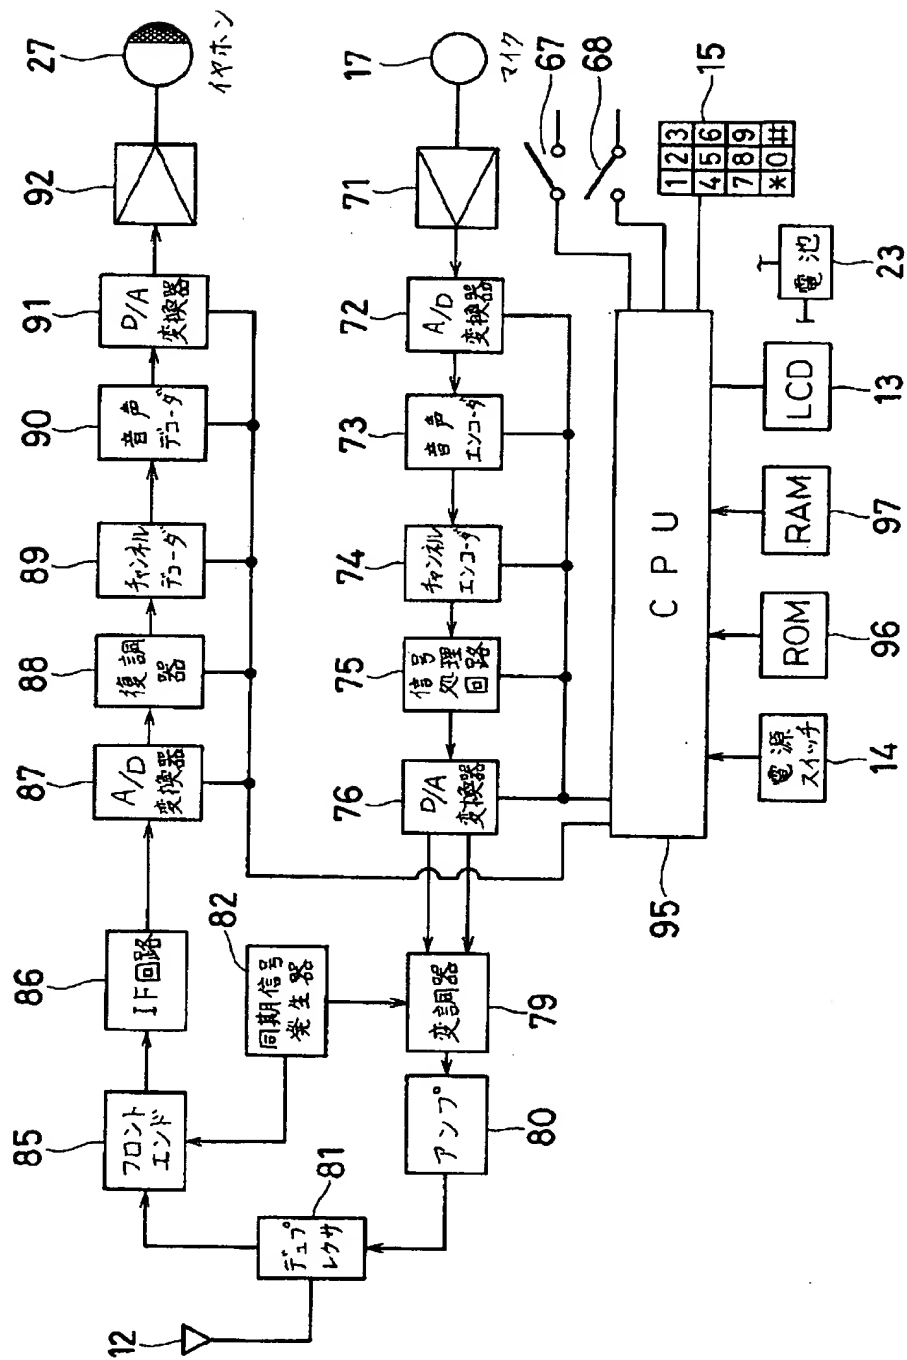 12
81
デュプ
レクサ
85
フロント
エンド
86
IF回路
87
A/D
変換器
88
復調
器
89
チャンネル
デコーダ
90
音声
デコーダ
91
D/A
変換器
92
27
イヤホン
82
同期信号
発生器
80
アンプ
79
変調器
76
D/A
変換器
75
信号
処理
回路
74
チャンネル
エンコーダ
73
音声
エンコーダ
72
A/D
変換器
71
17
マイク
67
68
15
1 2 3
4 5 6
7 8 9
* 0 #
95
CPU
14
電源
スイッチ
96
ROM
97
RAM
13
LCD
23
電池